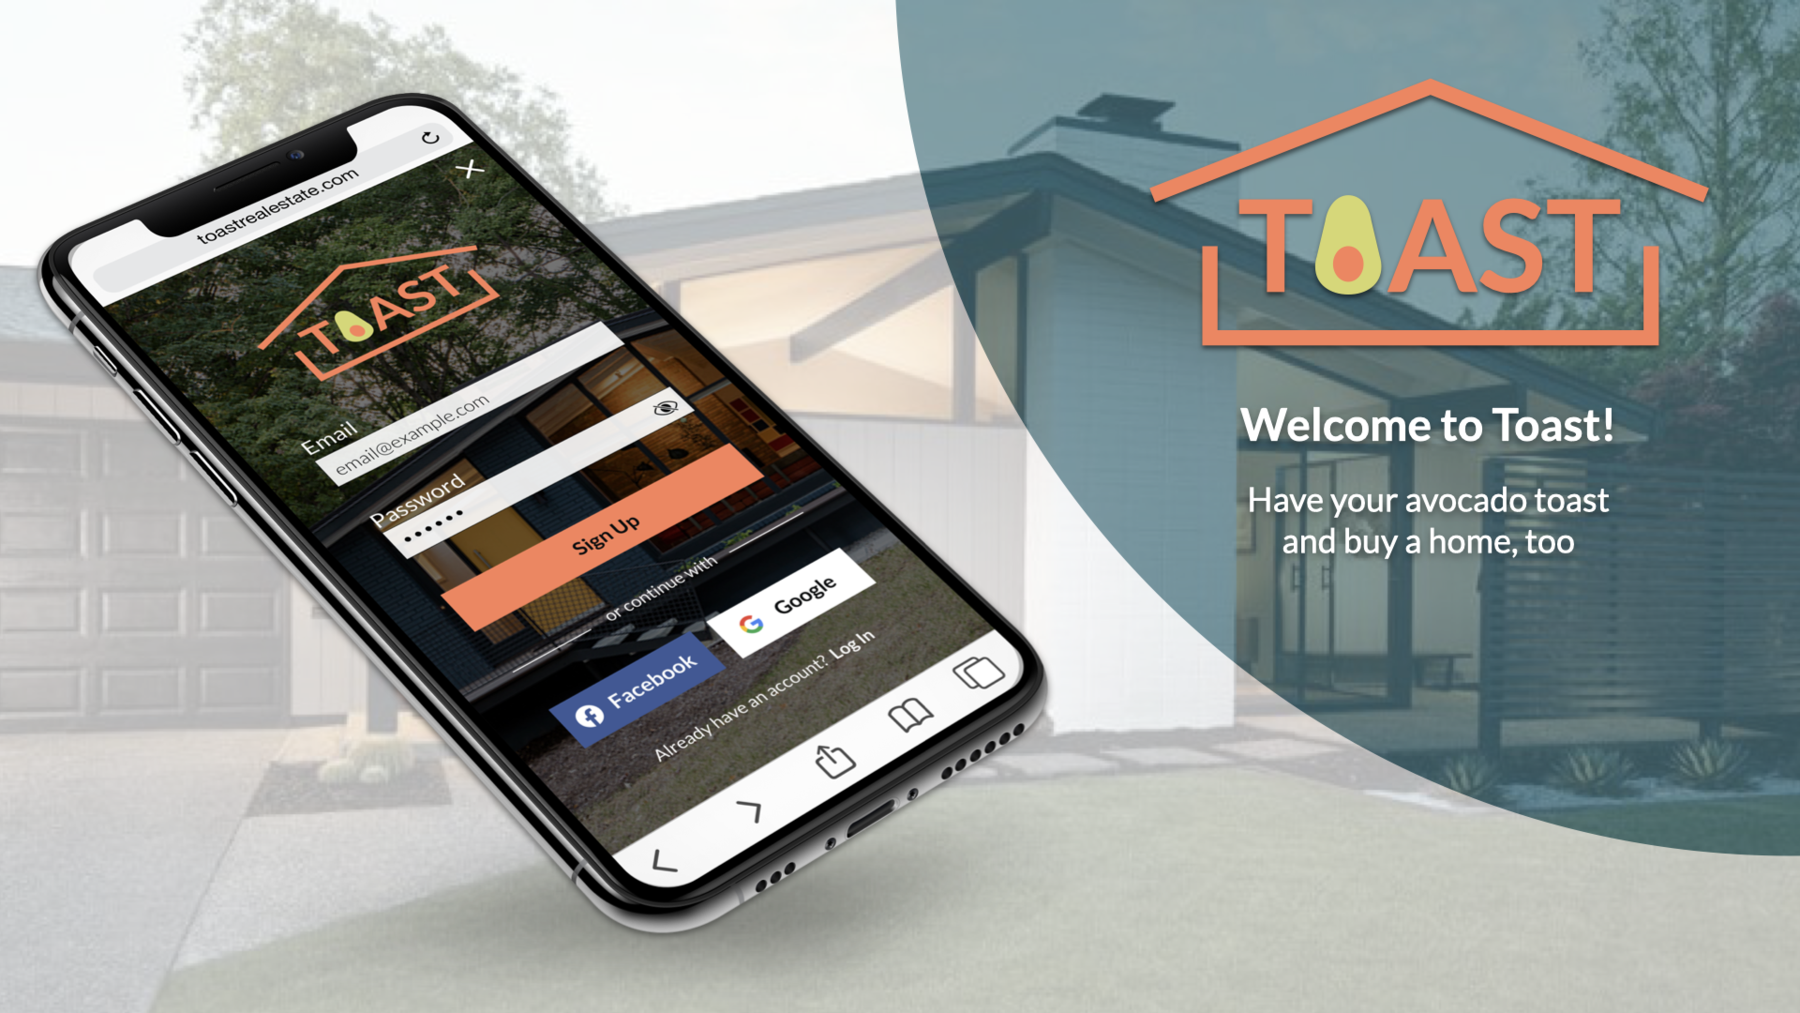 toastrealestate.com
TOAST
Email
email@example.com
Password
Sign Up
or continue with
Facebook
Google
Already have an account? Log In
TOAST
Welcome to Toast!
Have your avocado toast
and buy a home, too